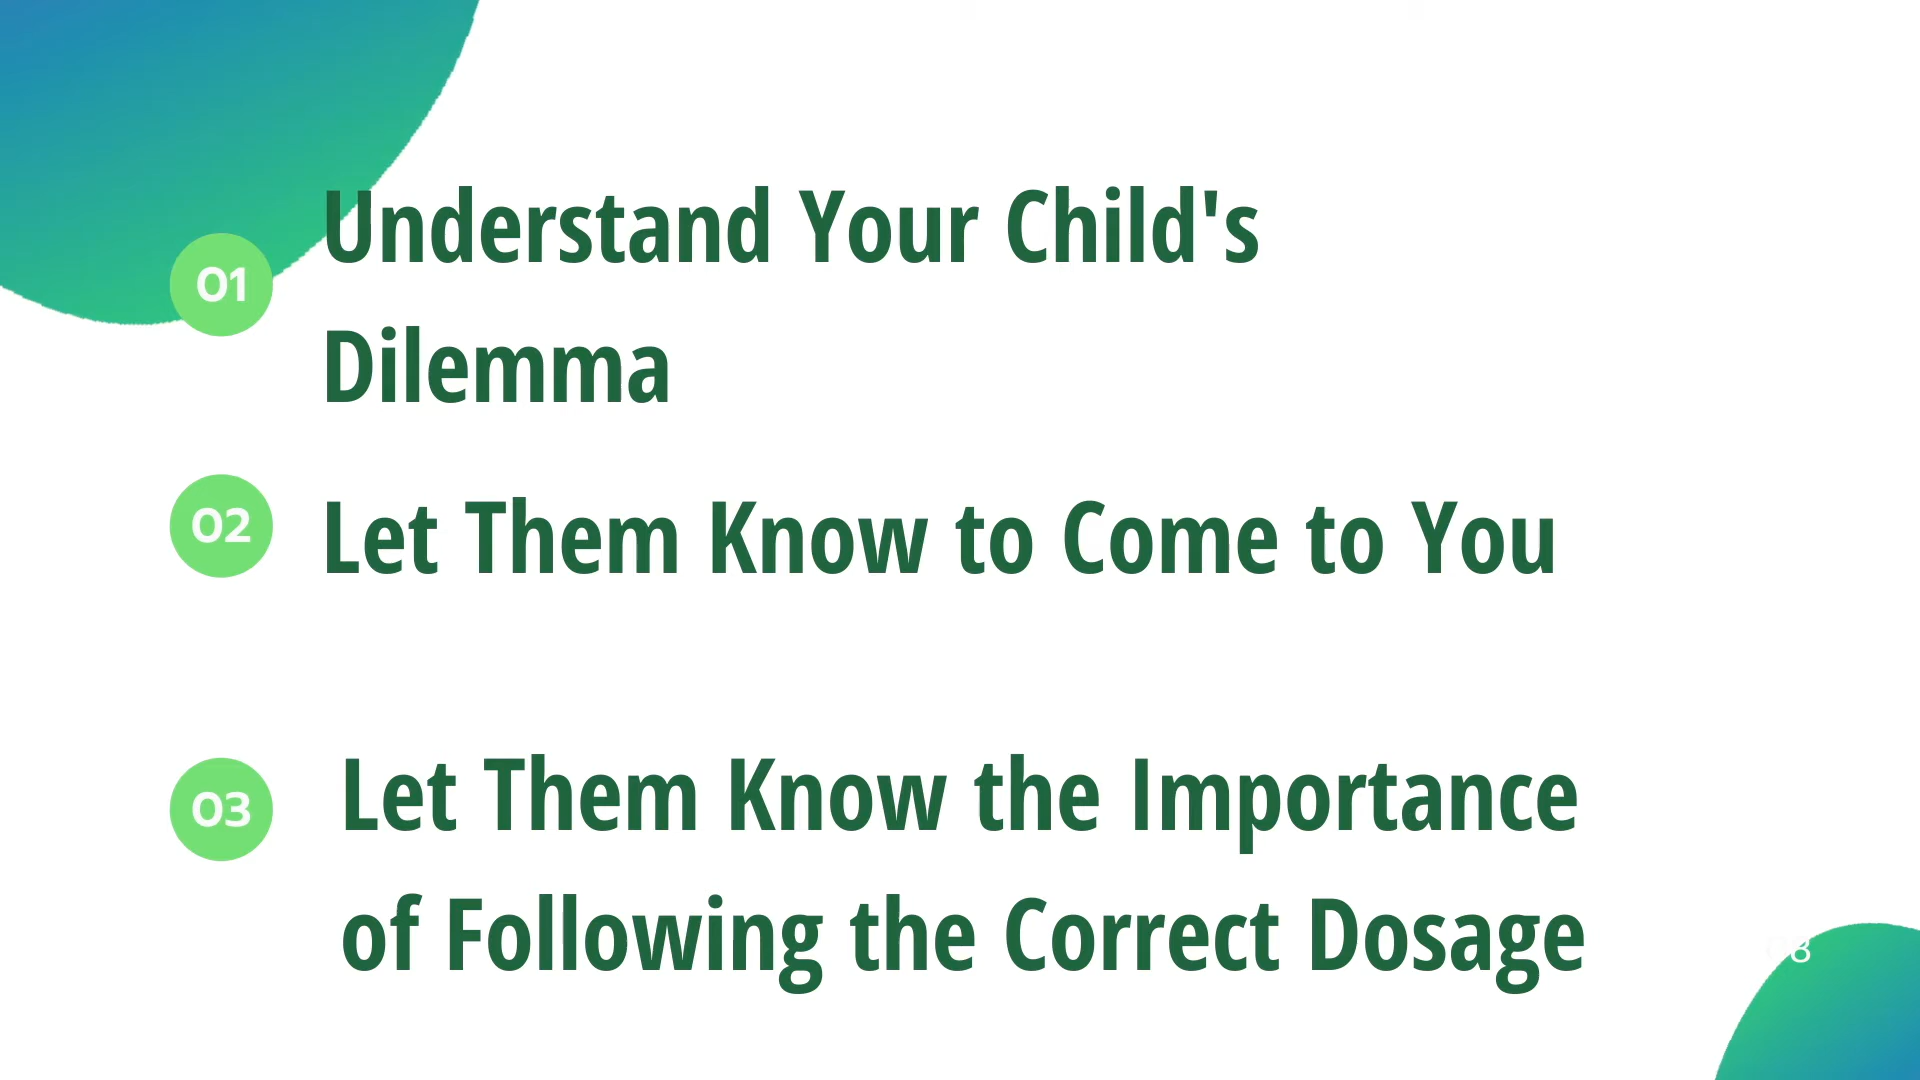 01
Understand Your Child's
Dilemma
02
Let Them Know to Come to You
03
Let Them Know the Importance
of Following the Correct Dosage
08